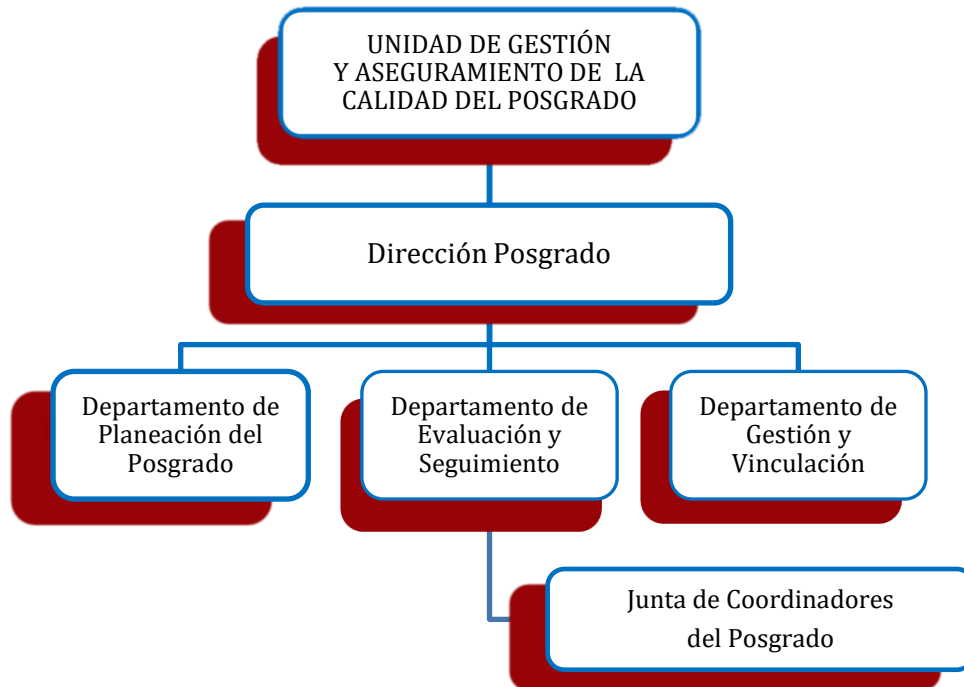 UNIDAD DE GESTIÓN
Y ASEGURAMIENTO DE LA
CALIDAD DEL POSGRADO
Dirección Posgrado
Departamento de
Planeación del
Posgrado
Departamento de
Evaluación y
Seguimiento
Departamento de
Gestión y
Vinculación
Junta de Coordinadores
del Posgrado